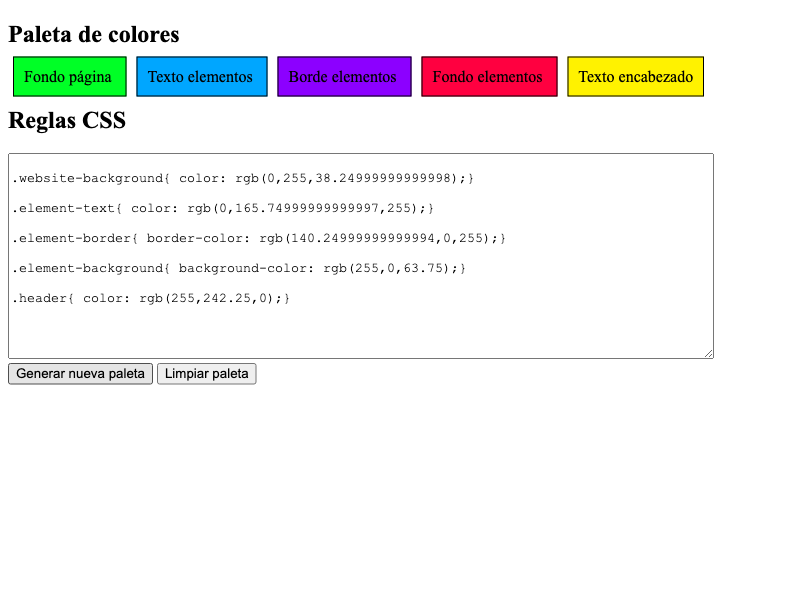 Paleta de colores
Fondo página Texto elementos Borde elementos Fondo elementos Texto encabezado
Reglas CSS
.website-background{ color: rgb(0,255,38.24999999999998);}
.element-text{ color: rgb(0,165.74999999999997,255);}
.element-border{ border-color: rgb(140.24999999999994,0,255);}
.element-background{ background-color: rgb(255,0,63.75);}
.header{ color: rgb(255,242.25,0);}
Generar nueva paleta Limpiar paleta